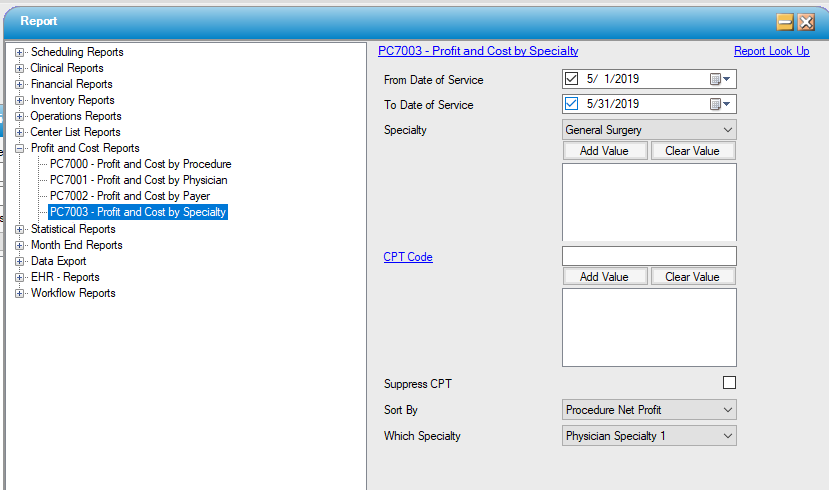 Report
Scheduling Reports
Clinical Reports
Financial Reports
Inventory Reports
Operations Reports
Center List Reports
Profit and Cost Reports
PC7000 - Profit and Cost by Procedure
PC7001 - Profit and Cost by Physician
PC7002 - Profit and Cost by Payer
PC7003 - Profit and Cost by Specialty
Statistical Reports
Month End Reports
Data Export
EHR - Reports
Workflow Reports
PC7003 - Profit and Cost by Specialty Report Look Up
From Date of Service 5/ 1/2019
To Date of Service 5/31/2019
Specialty General Surgery
Add Value Clear Value
CPT Code
Add Value Clear Value
Suppress CPT
Sort By Procedure Net Profit
Which Specialty Physician Specialty 1